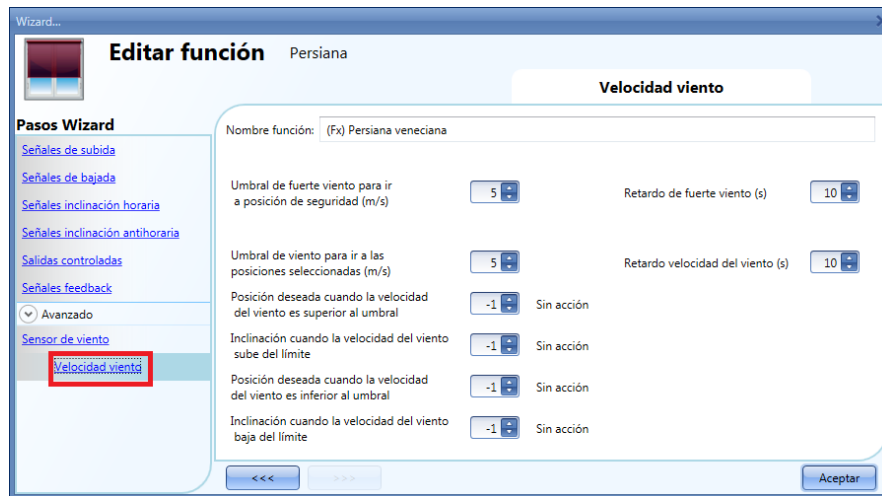 Wizard...
Editar función Persiana
Velocidad viento
Pasos Wizard
Señales de subida
Señales de bajada
Señales inclinación horaria
Señales inclinación antihoraria
Salidas controladas
Señales feedback
Avanzado
Sensor de viento
Velocidad viento
Nombre función: (Fx) Persiana veneciana
Umbral de fuerte viento para ir
a posición de seguridad (m/s)
5
Retardo de fuerte viento (s)
10
Umbral de viento para ir a las
posiciones seleccionadas (m/s)
5
Retardo velocidad del viento (s)
10
Posición deseada cuando la velocidad
del viento es superior al umbral
-1 Sin acción
Inclinación cuando la velocidad del viento
sube del límite
-1 Sin acción
Posición deseada cuando la velocidad
del viento es inferior al umbral
-1 Sin acción
Inclinación cuando la velocidad del viento
baja del límite
-1 Sin acción
<<<
>>>
Aceptar